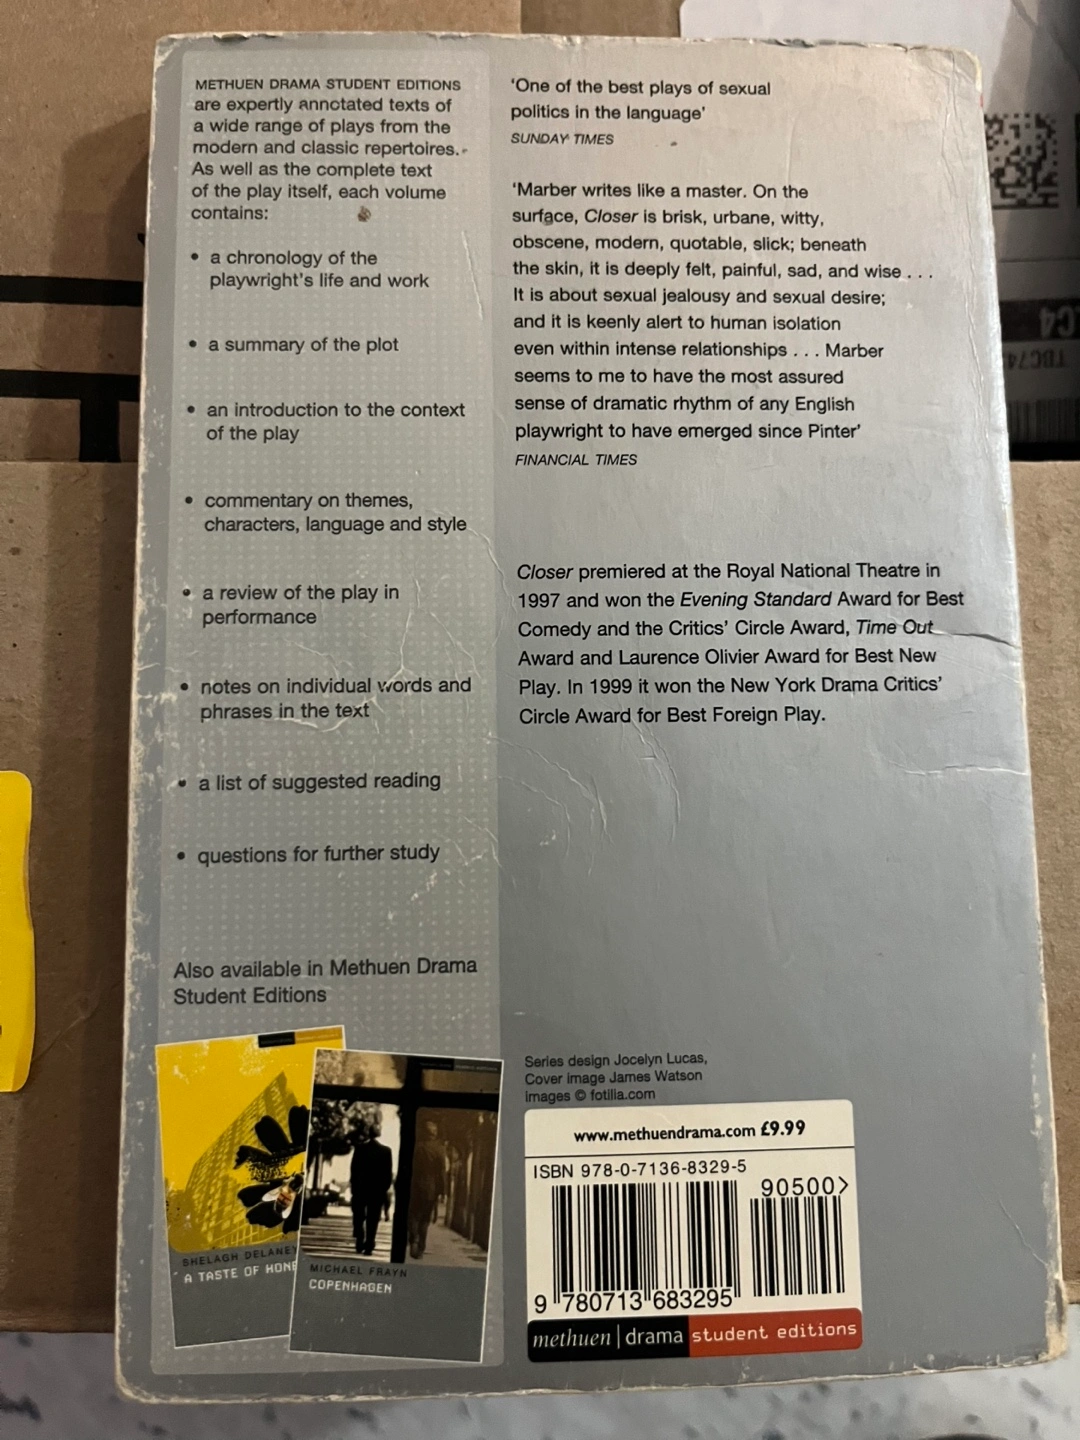 METHUEN DRAMA STUDENT EDITIONS
are expertly annotated texts of
a wide range of plays from the
modern and classic repertoires.
As well as the complete text
of the play itself, each volume
contains:
• a chronology of the
playwright's life and work
• a summary of the plot
• an introduction to the context
of the play
• commentary on themes,
characters, language and style
• a review of the play in
performance
• notes on individual words and
phrases in the text
• a list of suggested reading
• questions for further study
Also available in Methuen Drama
Student Editions
SHELAGH DELANEY
A TASTE OF HONE
MICHAEL FRAYN
COPENHAGEN
'One of the best plays of sexual
politics in the language'
SUNDAY TIMES
'Marber writes like a master. On the
surface, Closer is brisk, urbane, witty,
obscene, modern, quotable, slick; beneath
the skin, it is deeply felt, painful, sad, and wise . . .
It is about sexual jealousy and sexual desire;
and it is keenly alert to human isolation
even within intense relationships . . . Marber
seems to me to have the most assured
sense of dramatic rhythm of any English
playwright to have emerged since Pinter'
FINANCIAL TIMES
Closer premiered at the Royal National Theatre in
1997 and won the Evening Standard Award for Best
Comedy and the Critics' Circle Award, Time Out
Award and Laurence Olivier Award for Best New
Play. In 1999 it won the New York Drama Critics'
Circle Award for Best Foreign Play.
Series design Jocelyn Lucas,
Cover image James Watson
images © fotilia.com
www.methuendrama.com £9.99
ISBN 978-0-7136-8329-5
90500>
9 780713 683295
methuen | drama student editions